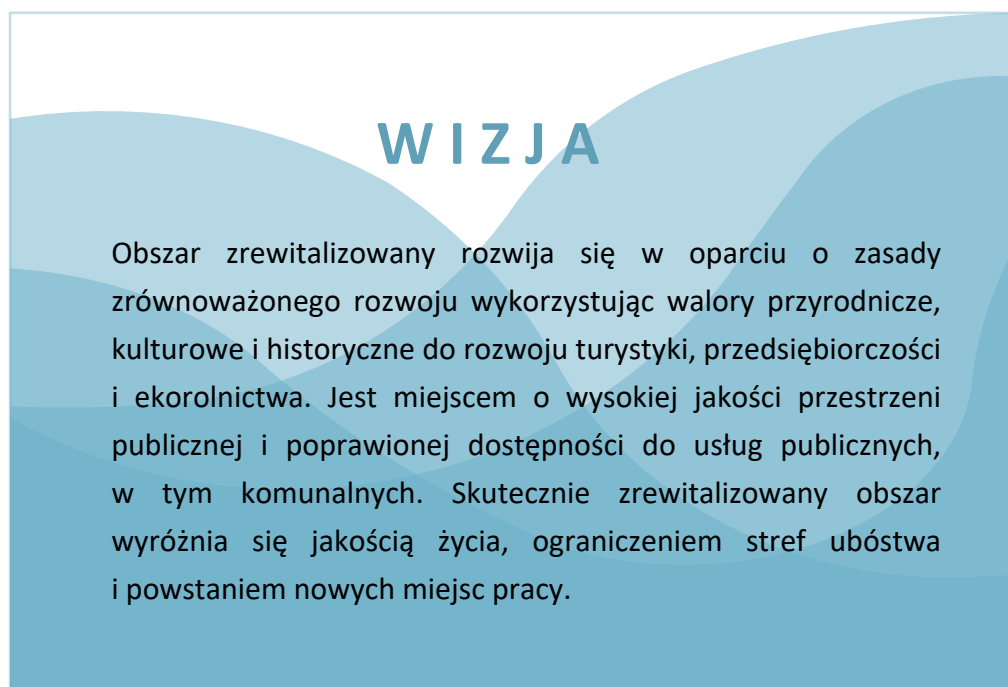 WIZJA
Obszar zrewitalizowany rozwija się w oparciu o zasady
zrównoważonego rozwoju wykorzystując walory przyrodnicze,
kulturowe i historyczne do rozwoju turystyki, przedsiębiorczości
i ekorolnictwa. Jest miejscem o wysokiej jakości przestrzeni
publicznej i poprawionej dostępności do usług publicznych,
w tym komunalnych. Skutecznie zrewitalizowany obszar
wyróżnia się jakością życia, ograniczeniem stref ubóstwa
i powstaniem nowych miejsc pracy.